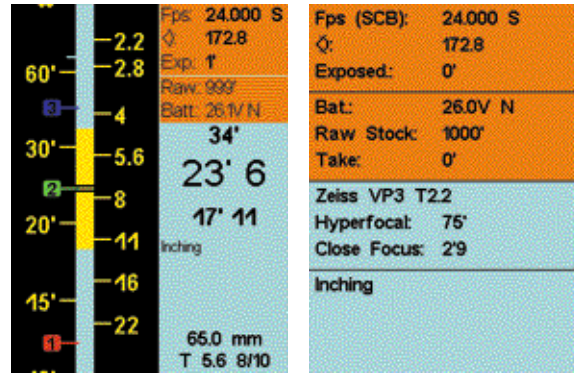 Fps: 24.000 S
172.8
Exp: 1'
Raw: 999'
Batt: 26.1V N
34'
23' 6
17' 11
Inching
65.0 mm
T 5.6 8/10
60'
3
30'
2
20'
15'
1
2.2
2.8
4
5.6
8
11
16
22
Fps (SCB): 24.000 S
172.8
Exposed.: 0'
Bat.: 26.0V N
Raw Stock: 1000'
Take: 0'
Zeiss VP3 T2.2
Hyperfocal: 75'
Close Focus: 2'9
Inching